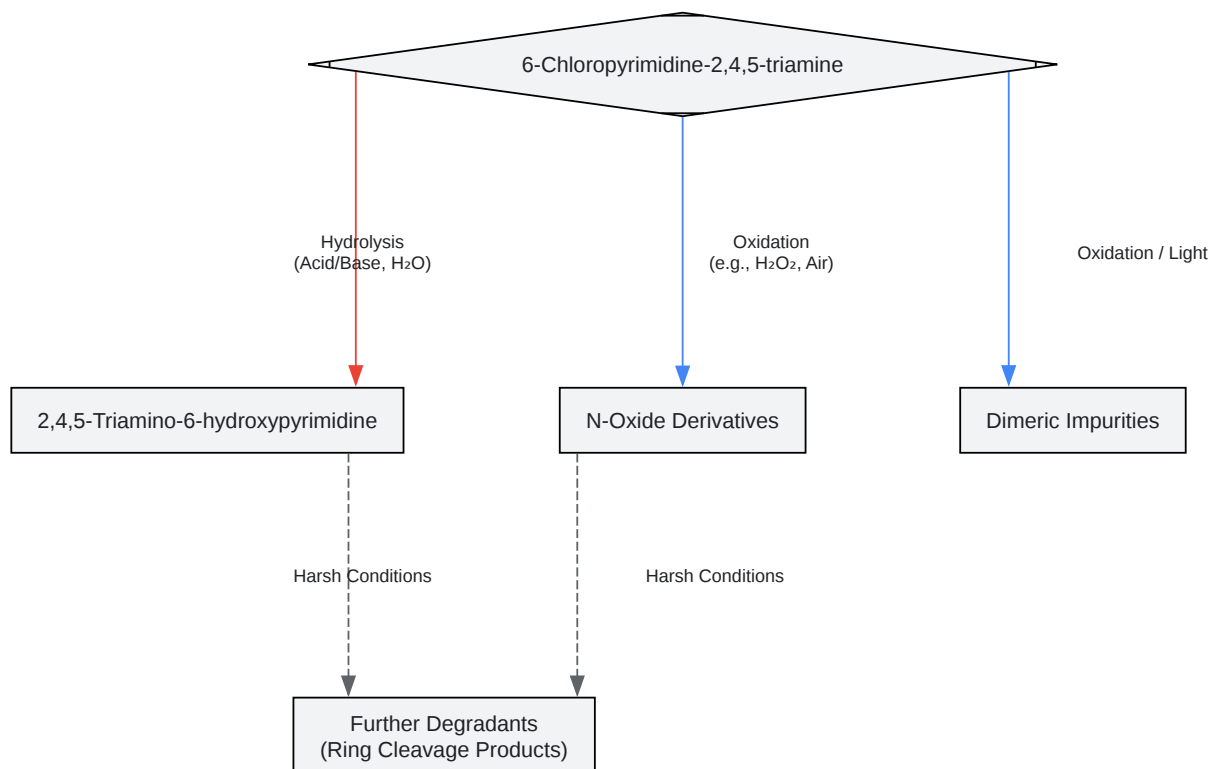 6-Chloropyrimidine-2,4,5-triamine
Hydrolysis
(Acid/Base, H₂O)
Oxidation
(e.g., H₂O₂, Air)
Oxidation / Light
2,4,5-Triamino-6-hydroxypyrimidine
N-Oxide Derivatives
Dimeric Impurities
Harsh Conditions
Harsh Conditions
Further Degradants
(Ring Cleavage Products)